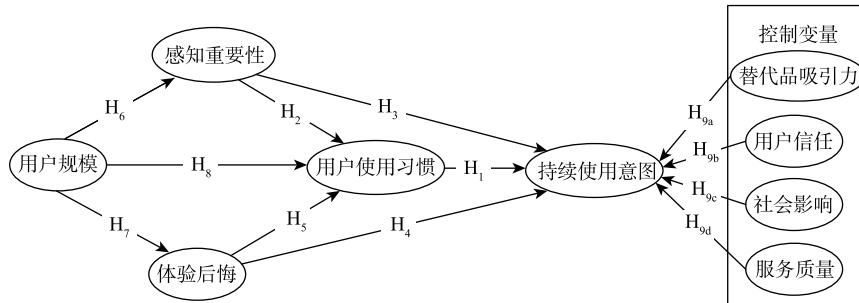 控制变量
感知重要性
替代品吸引力
H6
H2
H3
H9a
用户规模
H8
用户使用习惯
H1
持续使用意图
H9b
用户信任
H7
H5
H4
H9c
社会影响
H9d
体验后悔
服务质量